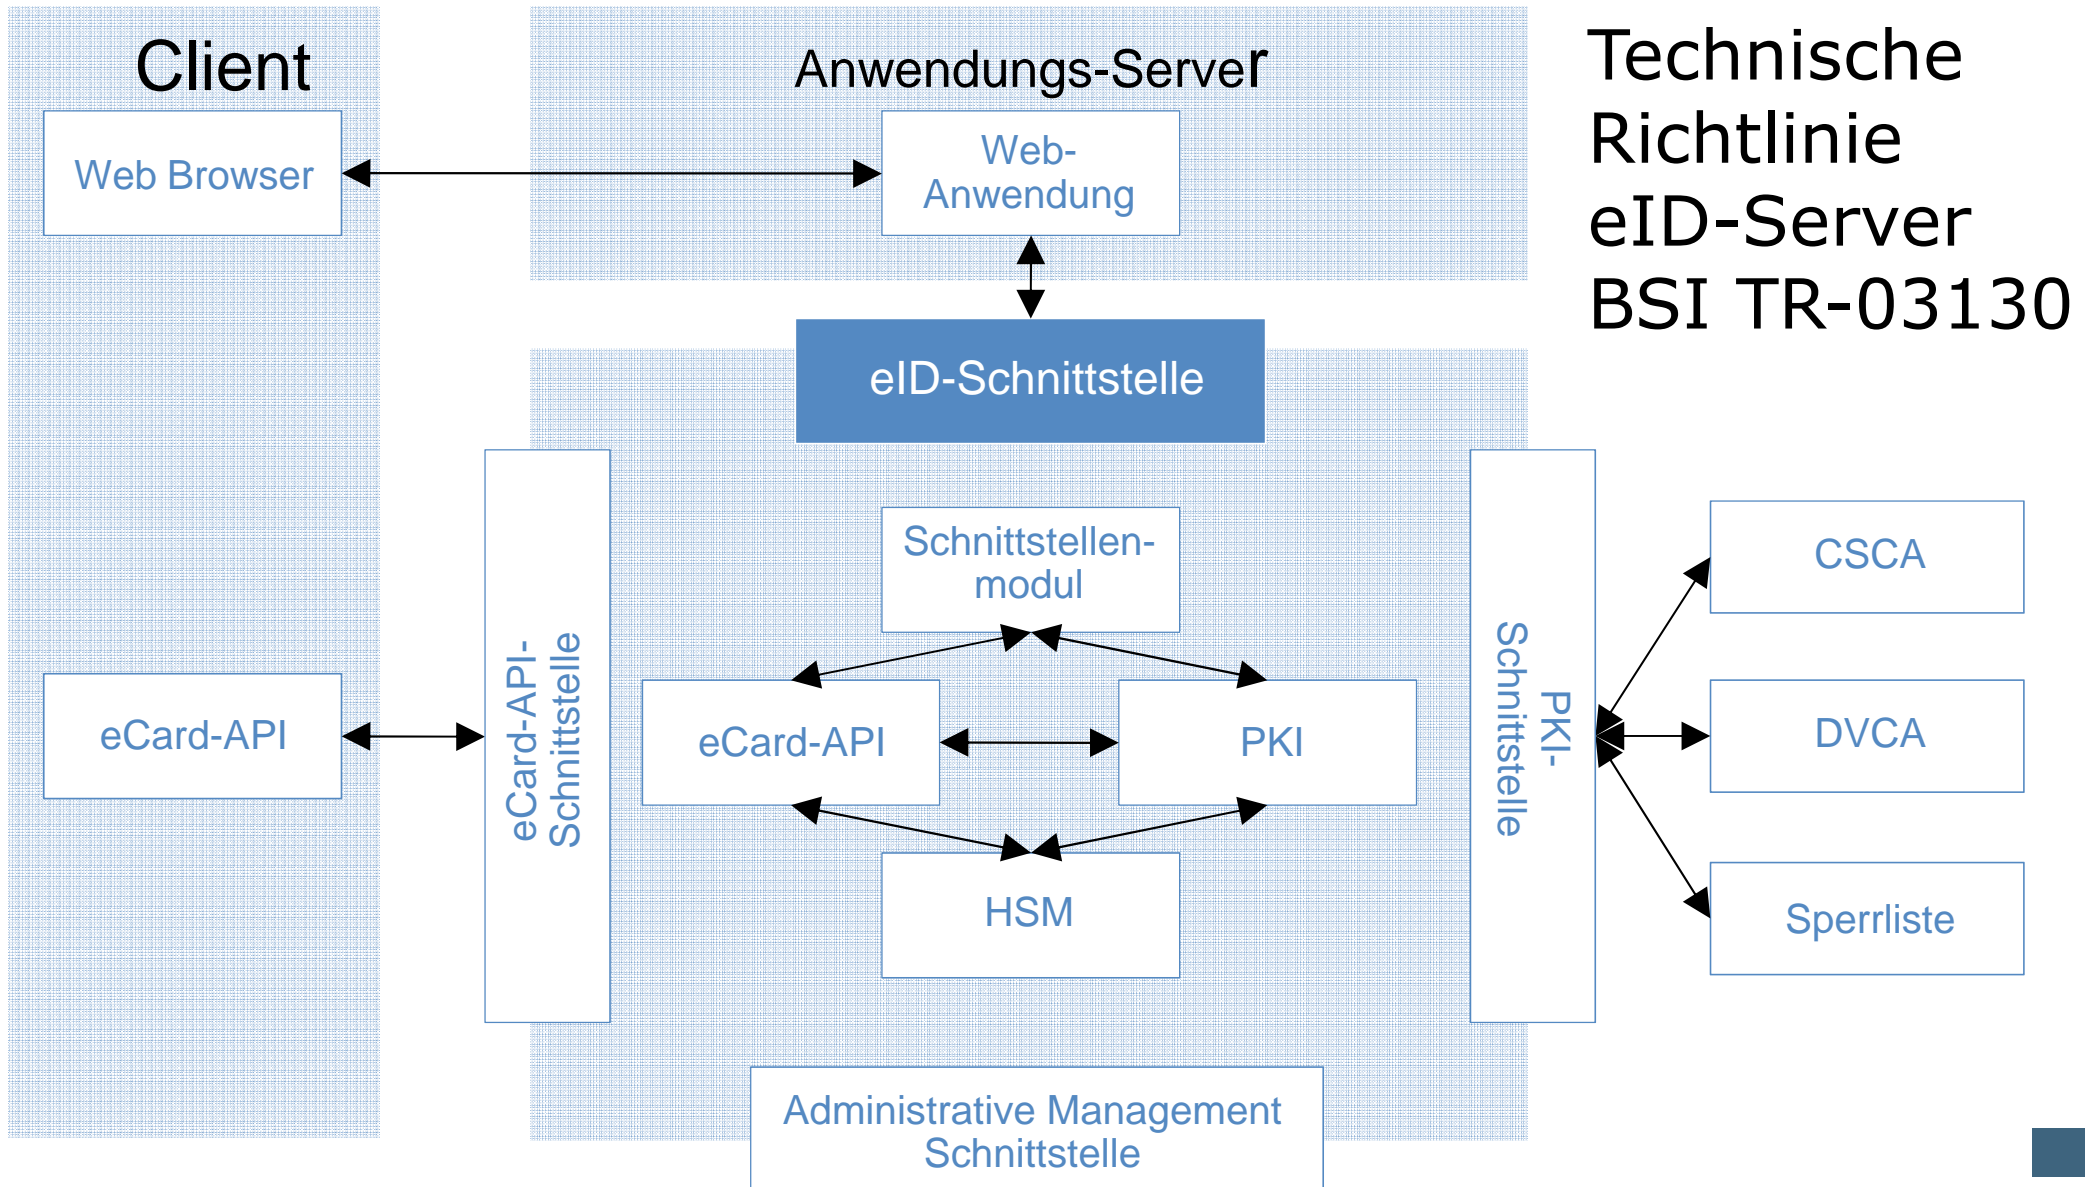 Client
Anwendungs-Server
Technische
Richtlinie
eID-Server
BSI TR-03130
Web Browser
Web-
Anwendung
eID-Schnittstelle
eCard-API-
Schnittstelle
Schnittstellen-
modul
PKI-
Schnittstelle
CSCA
eCard-API
eCard-API
PKI
DVCA
HSM
Sperrliste
Administrative Management
Schnittstelle